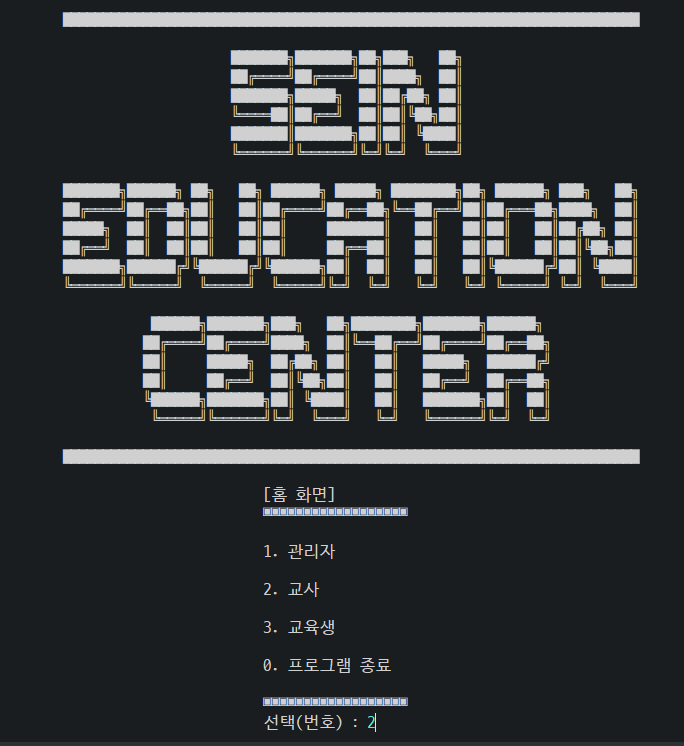 SEIN
EDUCATION
CENTER
[홈 화면]
1. 관리자
2. 교사
3. 교육생
0. 프로그램 종료
선택(번호) : 2